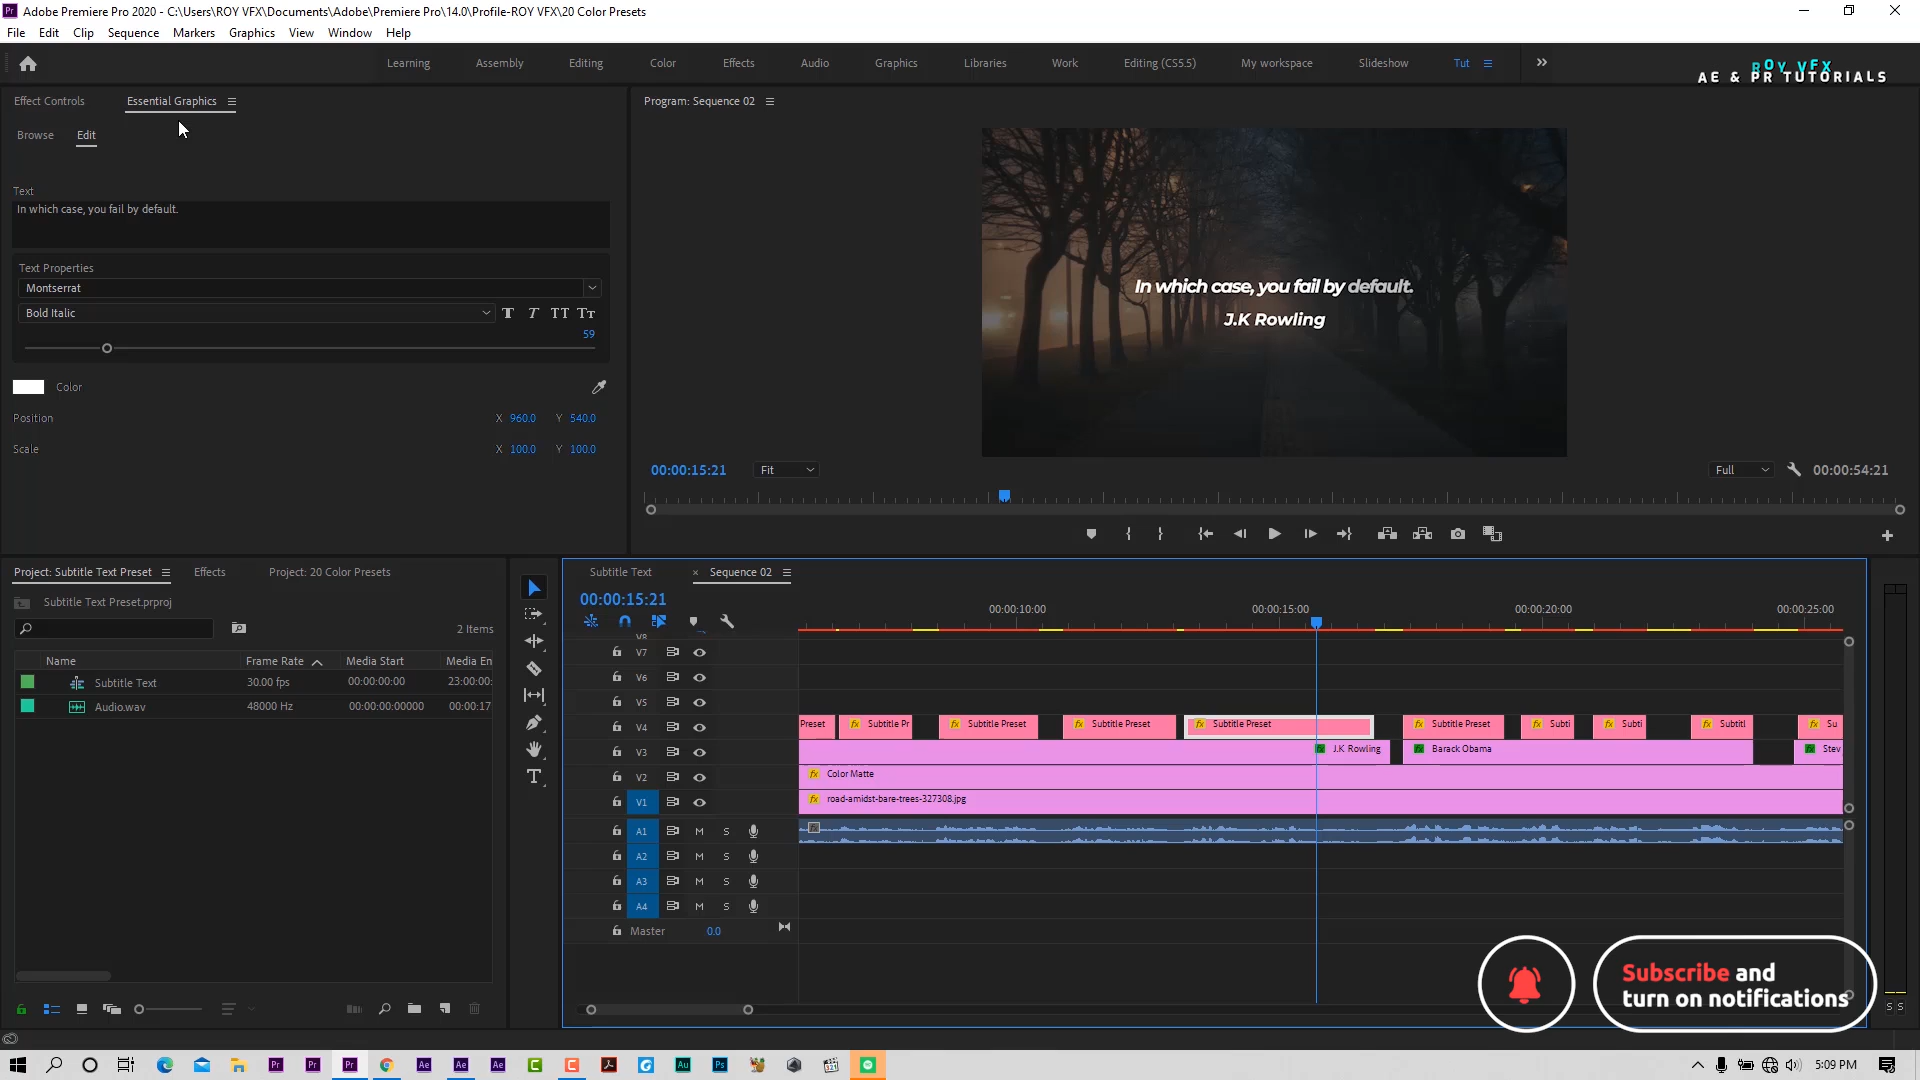 Adobe Premiere Pro 2020 - C:\Users\ROY VFX\Documents\Adobe\Premiere Pro\14.0\Profile-ROY VFX\20 Color Presets
File Edit Clip Sequence Markers Graphics View Window Help
Learning Assembly Editing Color Effects Audio Graphics Libraries Work Editing (CS5.5) My workspace Slideshow Tut
ROY VFX
AE & PR TUTORIALS
Effect Controls Essential Graphics
Browse Edit
Text
In which case, you fail by default.
Text Properties
Montserrat
Bold Italic
59
Color
Position X 960.0 Y 540.0
Scale X 100.0 Y 100.0
Program: Sequence 02
In which case, you fail by default.
J.K Rowling
00:00:15:21 Fit Full 00:00:54:21
Project: Subtitle Text Preset Effects Project: 20 Color Presets
Subtitle Text Preset.prproj
2 Items
Name Frame Rate Media Start Media En
Subtitle Text 30.00 fps 00:00:00:00 23:00:00:
Audio.wav 48000 Hz 00:00:00:00000 00:00:17
Subtitle Text × Sequence 02
00:00:15:21
00:00:10:00 00:00:15:00 00:00:20:00 00:00:25:00
V8
V7
V6
V5
V4 Preset Subtitle Pr Subtitle Preset Subtitle Preset Subtitle Preset Subtitle Preset Subti Subti Subtitl Su
V3 J.K Rowling Barack Obama Stev
V2 Color Matte
V1 road-amidst-bare-trees-327308.jpg
A1 M S
A2 M S
A3 M S
A4 M S
Master 0.0
S S
Subscribe and
turn on notifications
5:09 PM